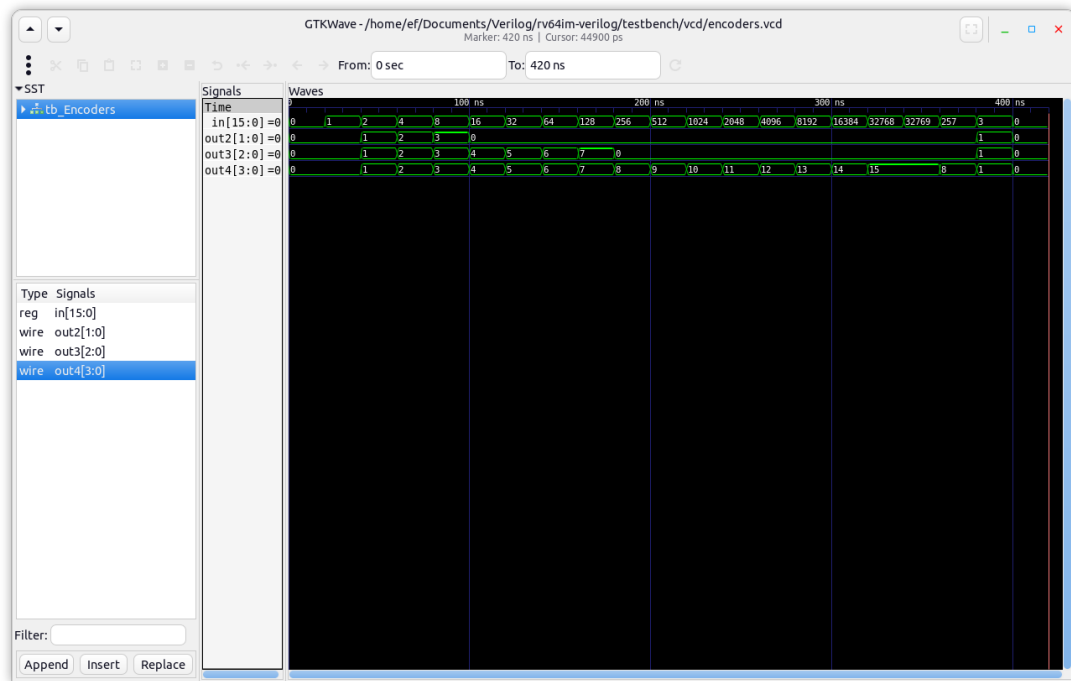 GTKWave - /home/ef/Documents/Verilog/rv64im-verilog/testbench/vcd/encoders.vcd
Marker: 420 ns | Cursor: 44900 ps
From: 0 sec To: 420 ns
SST
tb_Encoders
Type Signals
reg in[15:0]
wire out2[1:0]
wire out3[2:0]
wire out4[3:0]
Filter:
Append Insert Replace
Signals
Time
in[15:0] =0
out2[1:0] =0
out3[2:0] =0
out4[3:0] =0
Waves
0 100 ns 200 ns 300 ns 400 ns
0 1 2 4 8 16 32 64 128 256 512 1024 2048 4096 8192 16384 32768 32769 257 3 0
0 1 2 3 0 1 0
0 1 2 3 4 5 6 7 0 1 0
0 1 2 3 4 5 6 7 8 9 10 11 12 13 14 15 8 1 0